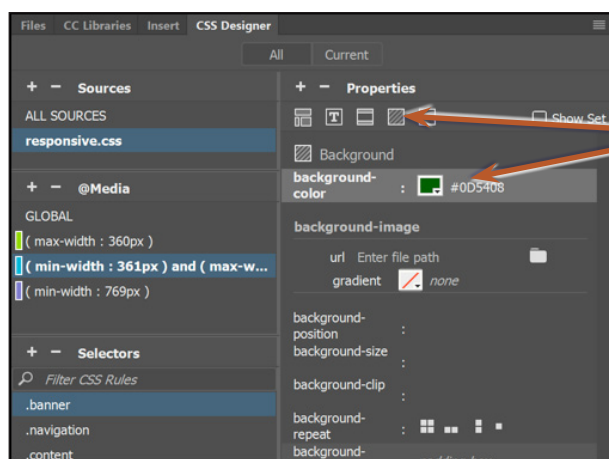 Files CC Libraries Insert CSS Designer
All Current
+ − Sources
ALL SOURCES
responsive.css
+ − @Media
GLOBAL
( max-width : 360px )
( min-width : 361px ) and ( max-w...
( min-width : 769px )
+ − Selectors
Filter CSS Rules
.banner
.navigation
.content
+ − Properties
T Show Set
Background
background-
color : #0D5408
background-image
url Enter file path
gradient none
background-
position :
background-size
:
background-clip
:
background-
repeat :
background-